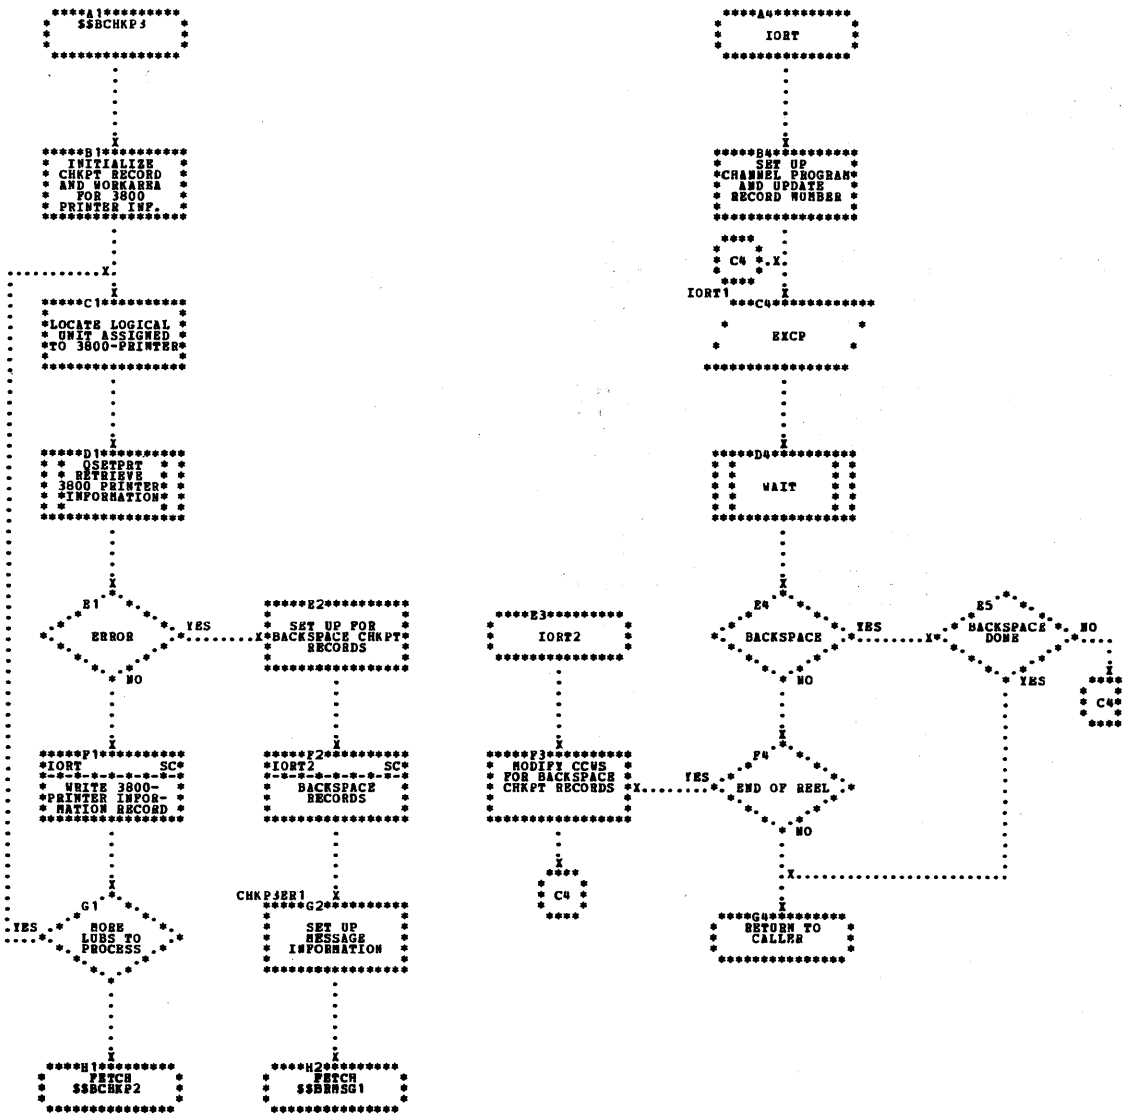 A1
$$BCHKP3
B1
INITIALIZE
CHKPT RECORD
AND WORKAREA
FOR 3800
PRINTER INF.
C1
LOCATE LOGICAL
UNIT ASSIGNED
TO 3800-PRINTER
D1
QSETPRT
RETRIEVE
3800 PRINTER
INFORMATION
E1
ERROR
YES
NO
F1
IORT SC
WRITE 3800-
PRINTER INFOR-
MATION RECORD
G1
MORE
LUBS TO
PROCESS
YES
H1
FETCH
$$BCHKP2
E2
SET UP FOR
BACKSPACE CHKPT
RECORDS
F2
IORT2 SC
BACKSPACE
RECORDS
CHKP3ER1
G2
SET UP
MESSAGE
INFORMATION
H2
FETCH
$$BRMSG1
E3
IORT2
F3
MODIFY CCWS
FOR BACKSPACE
CHKPT RECORDS
C4
A4
IORT
B4
SET UP
CHANNEL PROGRAM
AND UPDATE
RECORD NUMBER
C4
IORT1
C4
EXCP
D4
WAIT
E4
BACKSPACE
YES
NO
F4
END OF REEL
YES
NO
G4
RETURN TO
CALLER
E5
BACKSPACE
DONE
NO
YES
C4